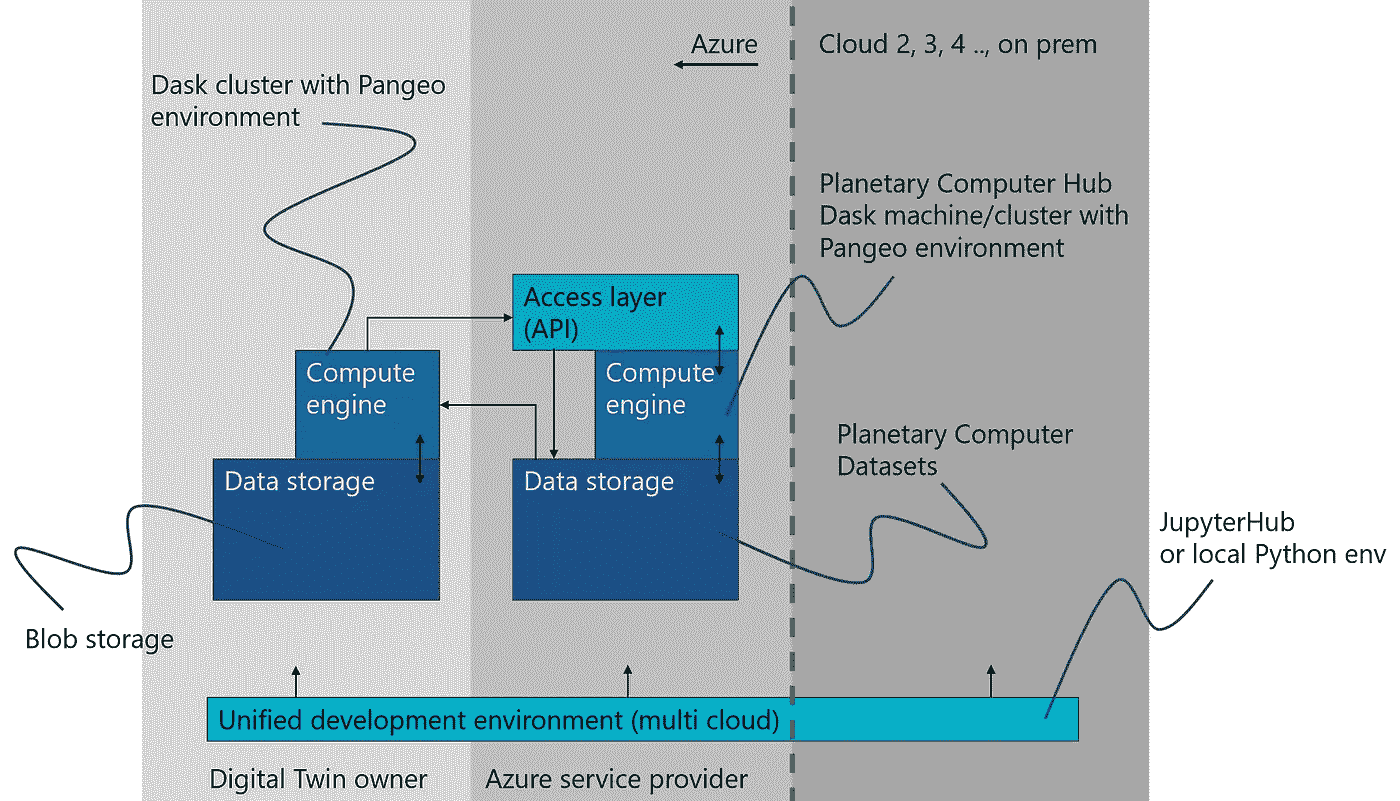 Azure
Cloud 2, 3, 4 .., on prem
Dask cluster with Pangeo
environment
Planetary Computer Hub
Dask machine/cluster with
Pangeo environment
Access layer
(API)
Compute
engine
Compute
engine
Planetary Computer
Datasets
Data storage
Data storage
JupyterHub
or local Python env
Blob storage
Unified development environment (multi cloud)
Digital Twin owner
Azure service provider